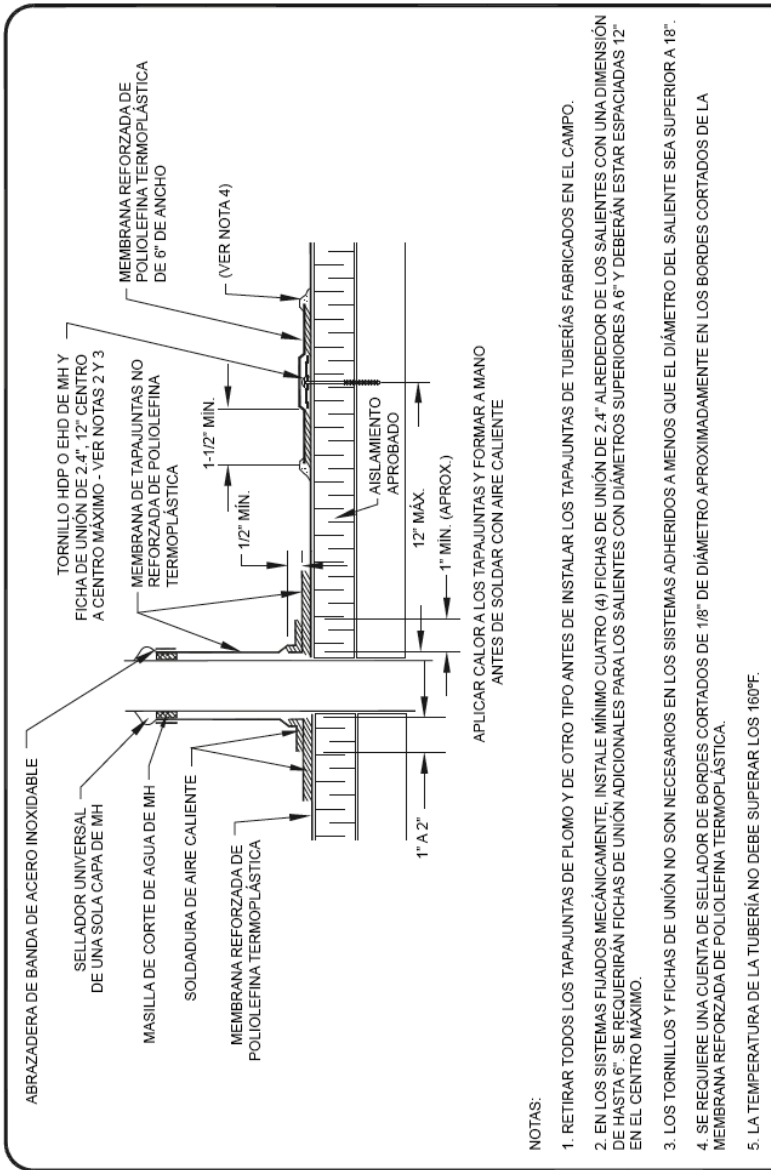 ABRAZADERA DE BANDA DE ACERO INOXIDABLE
SELLADOR UNIVERSAL
DE UNA SOLA CAPA DE MH
MASILLA DE CORTE DE AGUA DE MH
SOLDADURA DE AIRE CALIENTE
MEMBRANA REFORZADA DE
POLIOLEFINA TERMOPLÁSTICA
1" A 2"
TORNILLO HDP O EHD DE MH Y
FICHA DE UNIÓN DE 2.4", 12" CENTRO
A CENTRO MÁXIMO - VER NOTAS 2 Y 3
MEMBRANA DE TAPAJUNTAS NO
REFORZADA DE POLIOLEFINA
TERMOPLÁSTICA
1/2" MÍN.
1-1/2" MÍN.
MEMBRANA REFORZADA DE
POLIOLEFINA TERMOPLÁSTICA
DE 6" DE ANCHO
(VER NOTA 4)
AISLAMIENTO
APROBADO
12" MÁX.
1" MÍN. (APROX.)
APLICAR CALOR A LOS TAPAJUNTAS Y FORMAR A MANO
ANTES DE SOLDAR CON AIRE CALIENTE
NOTAS:
1. RETIRAR TODOS LOS TAPAJUNTAS DE PLOMO Y DE OTRO TIPO ANTES DE INSTALAR LOS TAPAJUNTAS DE TUBERÍAS FABRICADOS EN EL CAMPO.
2. EN LOS SISTEMAS FIJADOS MECÁNICAMENTE, INSTALE MÍNIMO CUATRO (4) FICHAS DE UNIÓN DE 2.4" ALREDEDOR DE LOS SALIENTES CON UNA DIMENSIÓN
DE HASTA 6". SE REQUERIRÁN FICHAS DE UNIÓN ADICIONALES PARA LOS SALIENTES CON DIÁMETROS SUPERIORES A 6" Y DEBERÁN ESTAR ESPACIADAS 12"
EN EL CENTRO MÁXIMO.
3. LOS TORNILLOS Y FICHAS DE UNIÓN NO SON NECESARIOS EN LOS SISTEMAS ADHERIDOS A MENOS QUE EL DIÁMETRO DEL SALIENTE SEA SUPERIOR A 18".
4. SE REQUIERE UNA CUENTA DE SELLADOR DE BORDES CORTADOS DE 1/8" DE DIÁMETRO APROXIMADAMENTE EN LOS BORDES CORTADOS DE LA
MEMBRANA REFORZADA DE POLIOLEFINA TERMOPLÁSTICA.
5. LA TEMPERATURA DE LA TUBERÍA NO DEBE SUPERAR LOS 160ºF.